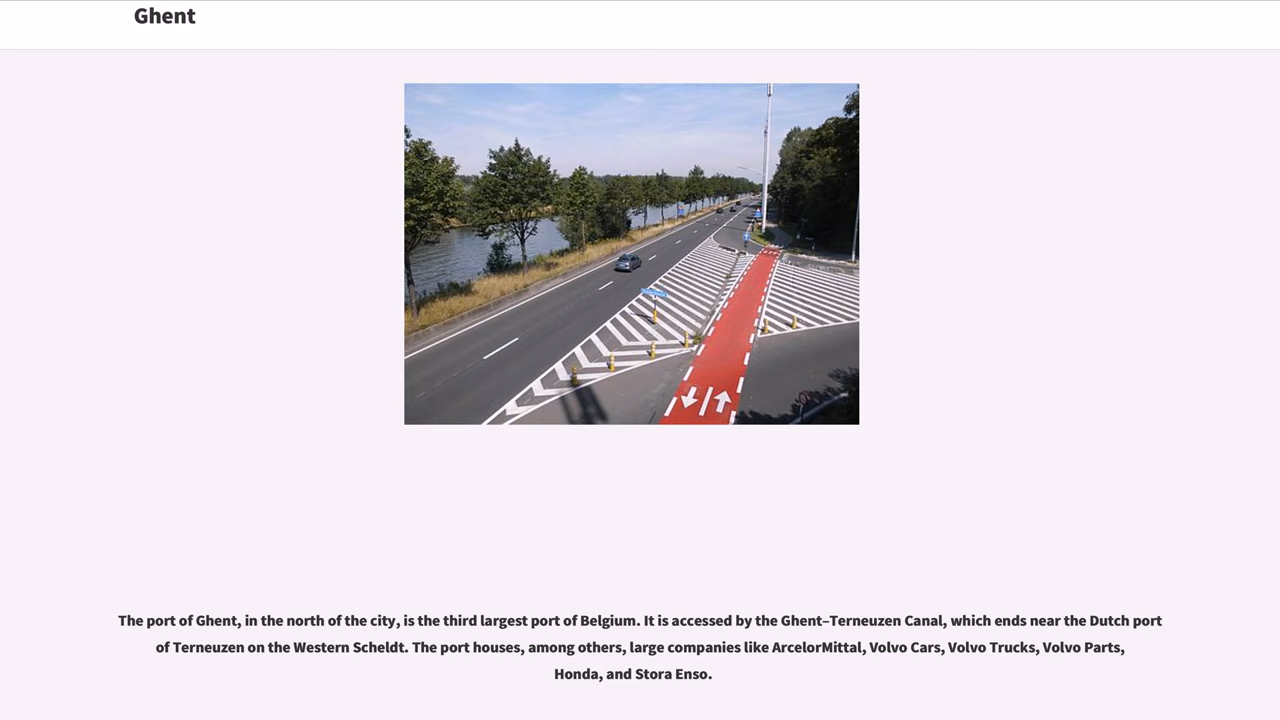 Ghent
The port of Ghent, in the north of the city, is the third largest port of Belgium. It is accessed by the Ghent–Terneuzen Canal, which ends near the Dutch port
of Terneuzen on the Western Scheldt. The port houses, among others, large companies like ArcelorMittal, Volvo Cars, Volvo Trucks, Volvo Parts,
Honda, and Stora Enso.